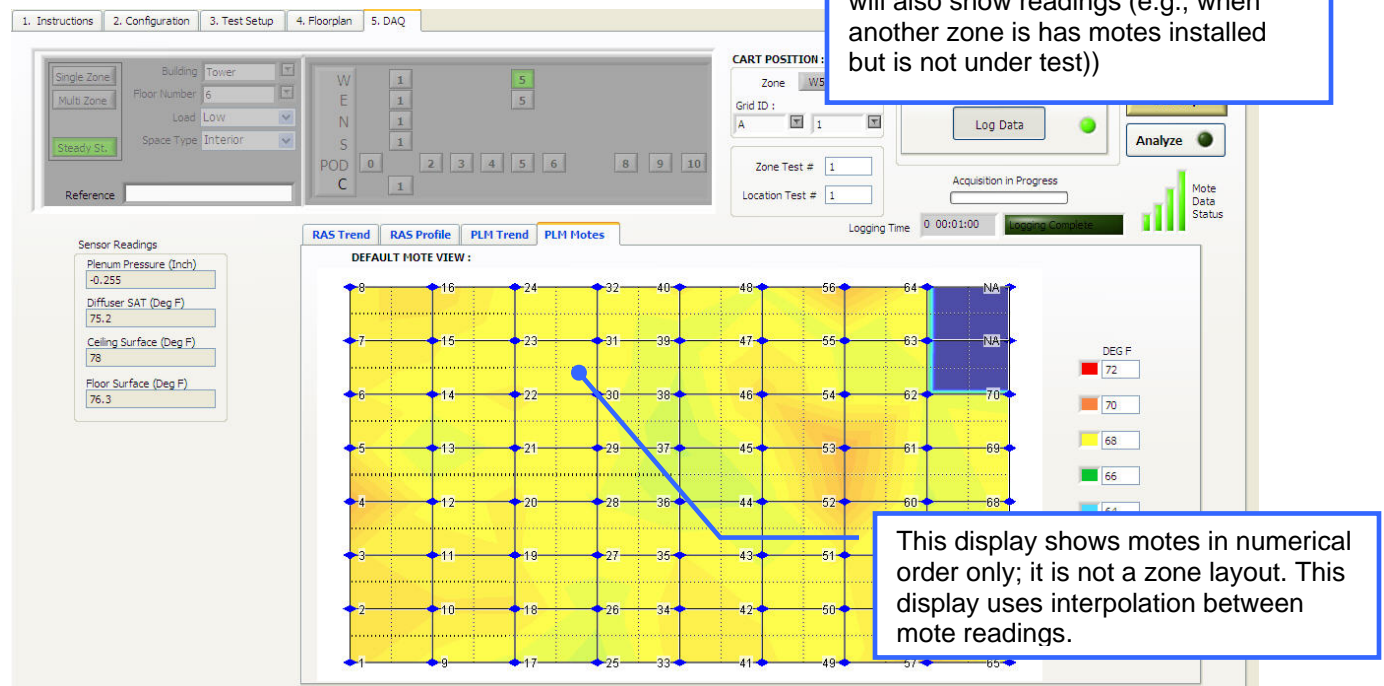 will also show readings (e.g., when
another zone is has motes installed
but is not under test))
1. Instructions 2. Configuration 3. Test Setup 4. Floorplan 5. DAQ
Single Zone
Multi Zone
Steady St.
Building Tower
Floor Number 6
Load Low
Space Type Interior
Reference
W 1 5
E 1 5
N 1
S 1
POD 0 2 3 4 5 6 8 9 10
C 1
CART POSITION :
Zone W5
Grid ID :
A 1
Zone Test # 1
Location Test # 1
Log Data
Analyze
Acquisition in Progress
Logging Time 0 00:01:00 Logging Complete
Mote
Data
Status
Sensor Readings
Plenum Pressure (Inch)
-0.255
Diffuser SAT (Deg F)
75.2
Ceiling Surface (Deg F)
78
Floor Surface (Deg F)
76.3
RAS Trend RAS Profile PLM Trend PLM Motes
DEFAULT MOTE VIEW :
8 16 24 32 40 48 56 64 NA
7 15 23 31 39 47 55 63 NA
6 14 22 30 38 46 54 62 70
5 13 21 29 37 45 53 61 69
4 12 20 28 36 44 52 60 68
3 11 19 27 35 43 51
2 10 18 26 34 42 50
1 9 17 25 33 41 49 57 65
DEG F
72
70
68
66
64
This display shows motes in numerical
order only; it is not a zone layout. This
display uses interpolation between
mote readings.